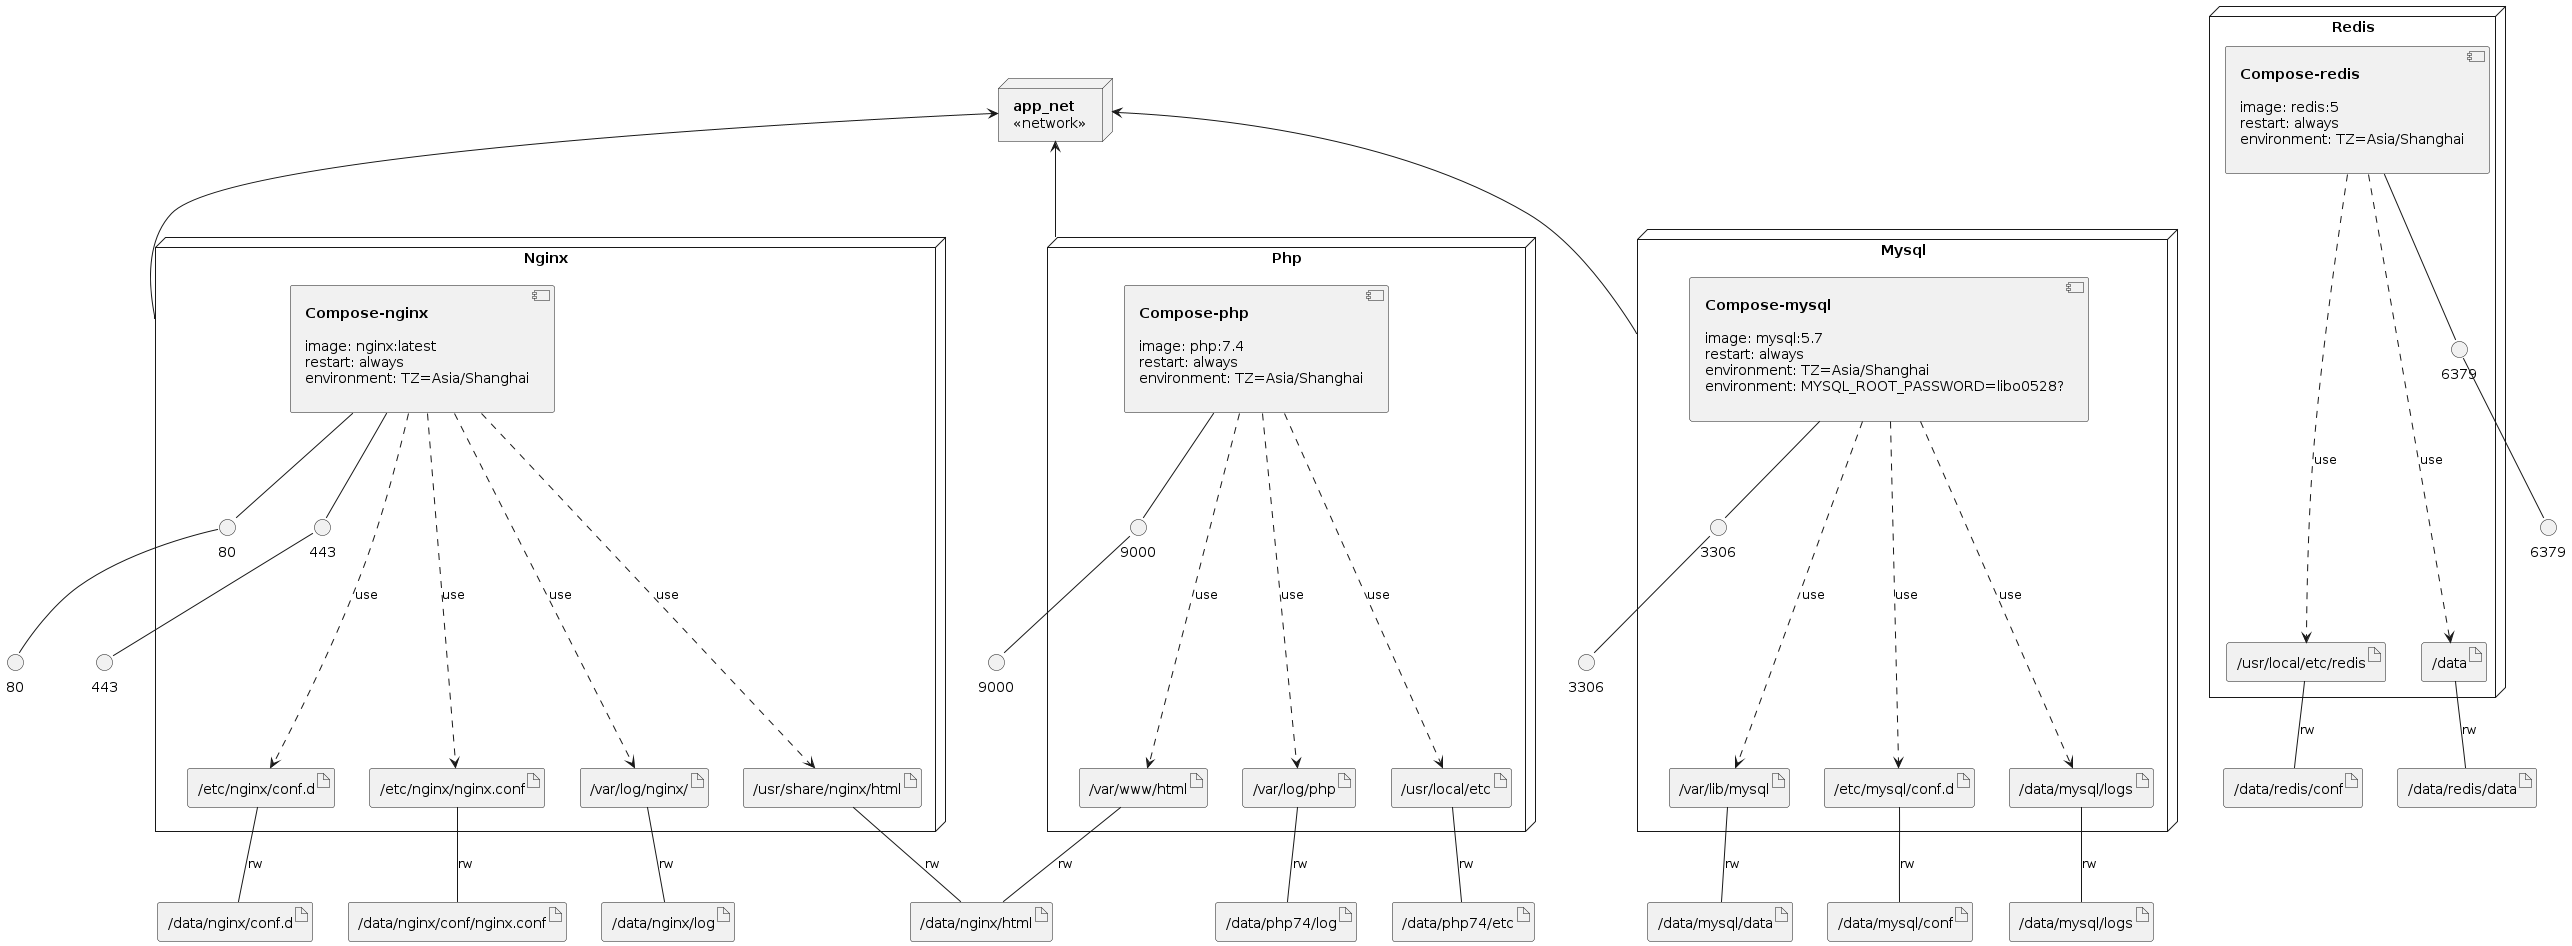 Redis
Compose-redis
image: redis:5
restart: always
environment: TZ=Asia/Shanghai
app_net
«network»
Nginx
Compose-nginx
image: nginx:latest
restart: always
environment: TZ=Asia/Shanghai
Php
Compose-php
image: php:7.4
restart: always
environment: TZ=Asia/Shanghai
Mysql
Compose-mysql
image: mysql:5.7
restart: always
environment: TZ=Asia/Shanghai
environment: MYSQL_ROOT_PASSWORD=libo0528?
6379
use
use
80
443
9000
3306
6379
use
use
use
use
use
use
use
use
use
use
80
443
9000
3306
/usr/local/etc/redis
/data
rw
rw
/etc/nginx/conf.d
/etc/nginx/nginx.conf
/var/log/nginx/
/usr/share/nginx/html
/var/www/html
/var/log/php
/usr/local/etc
/var/lib/mysql
/etc/mysql/conf.d
/data/mysql/logs
/data/redis/conf
/data/redis/data
rw
rw
rw
rw
rw
rw
rw
rw
rw
rw
/data/nginx/conf.d
/data/nginx/conf/nginx.conf
/data/nginx/log
/data/nginx/html
/data/php74/log
/data/php74/etc
/data/mysql/data
/data/mysql/conf
/data/mysql/logs